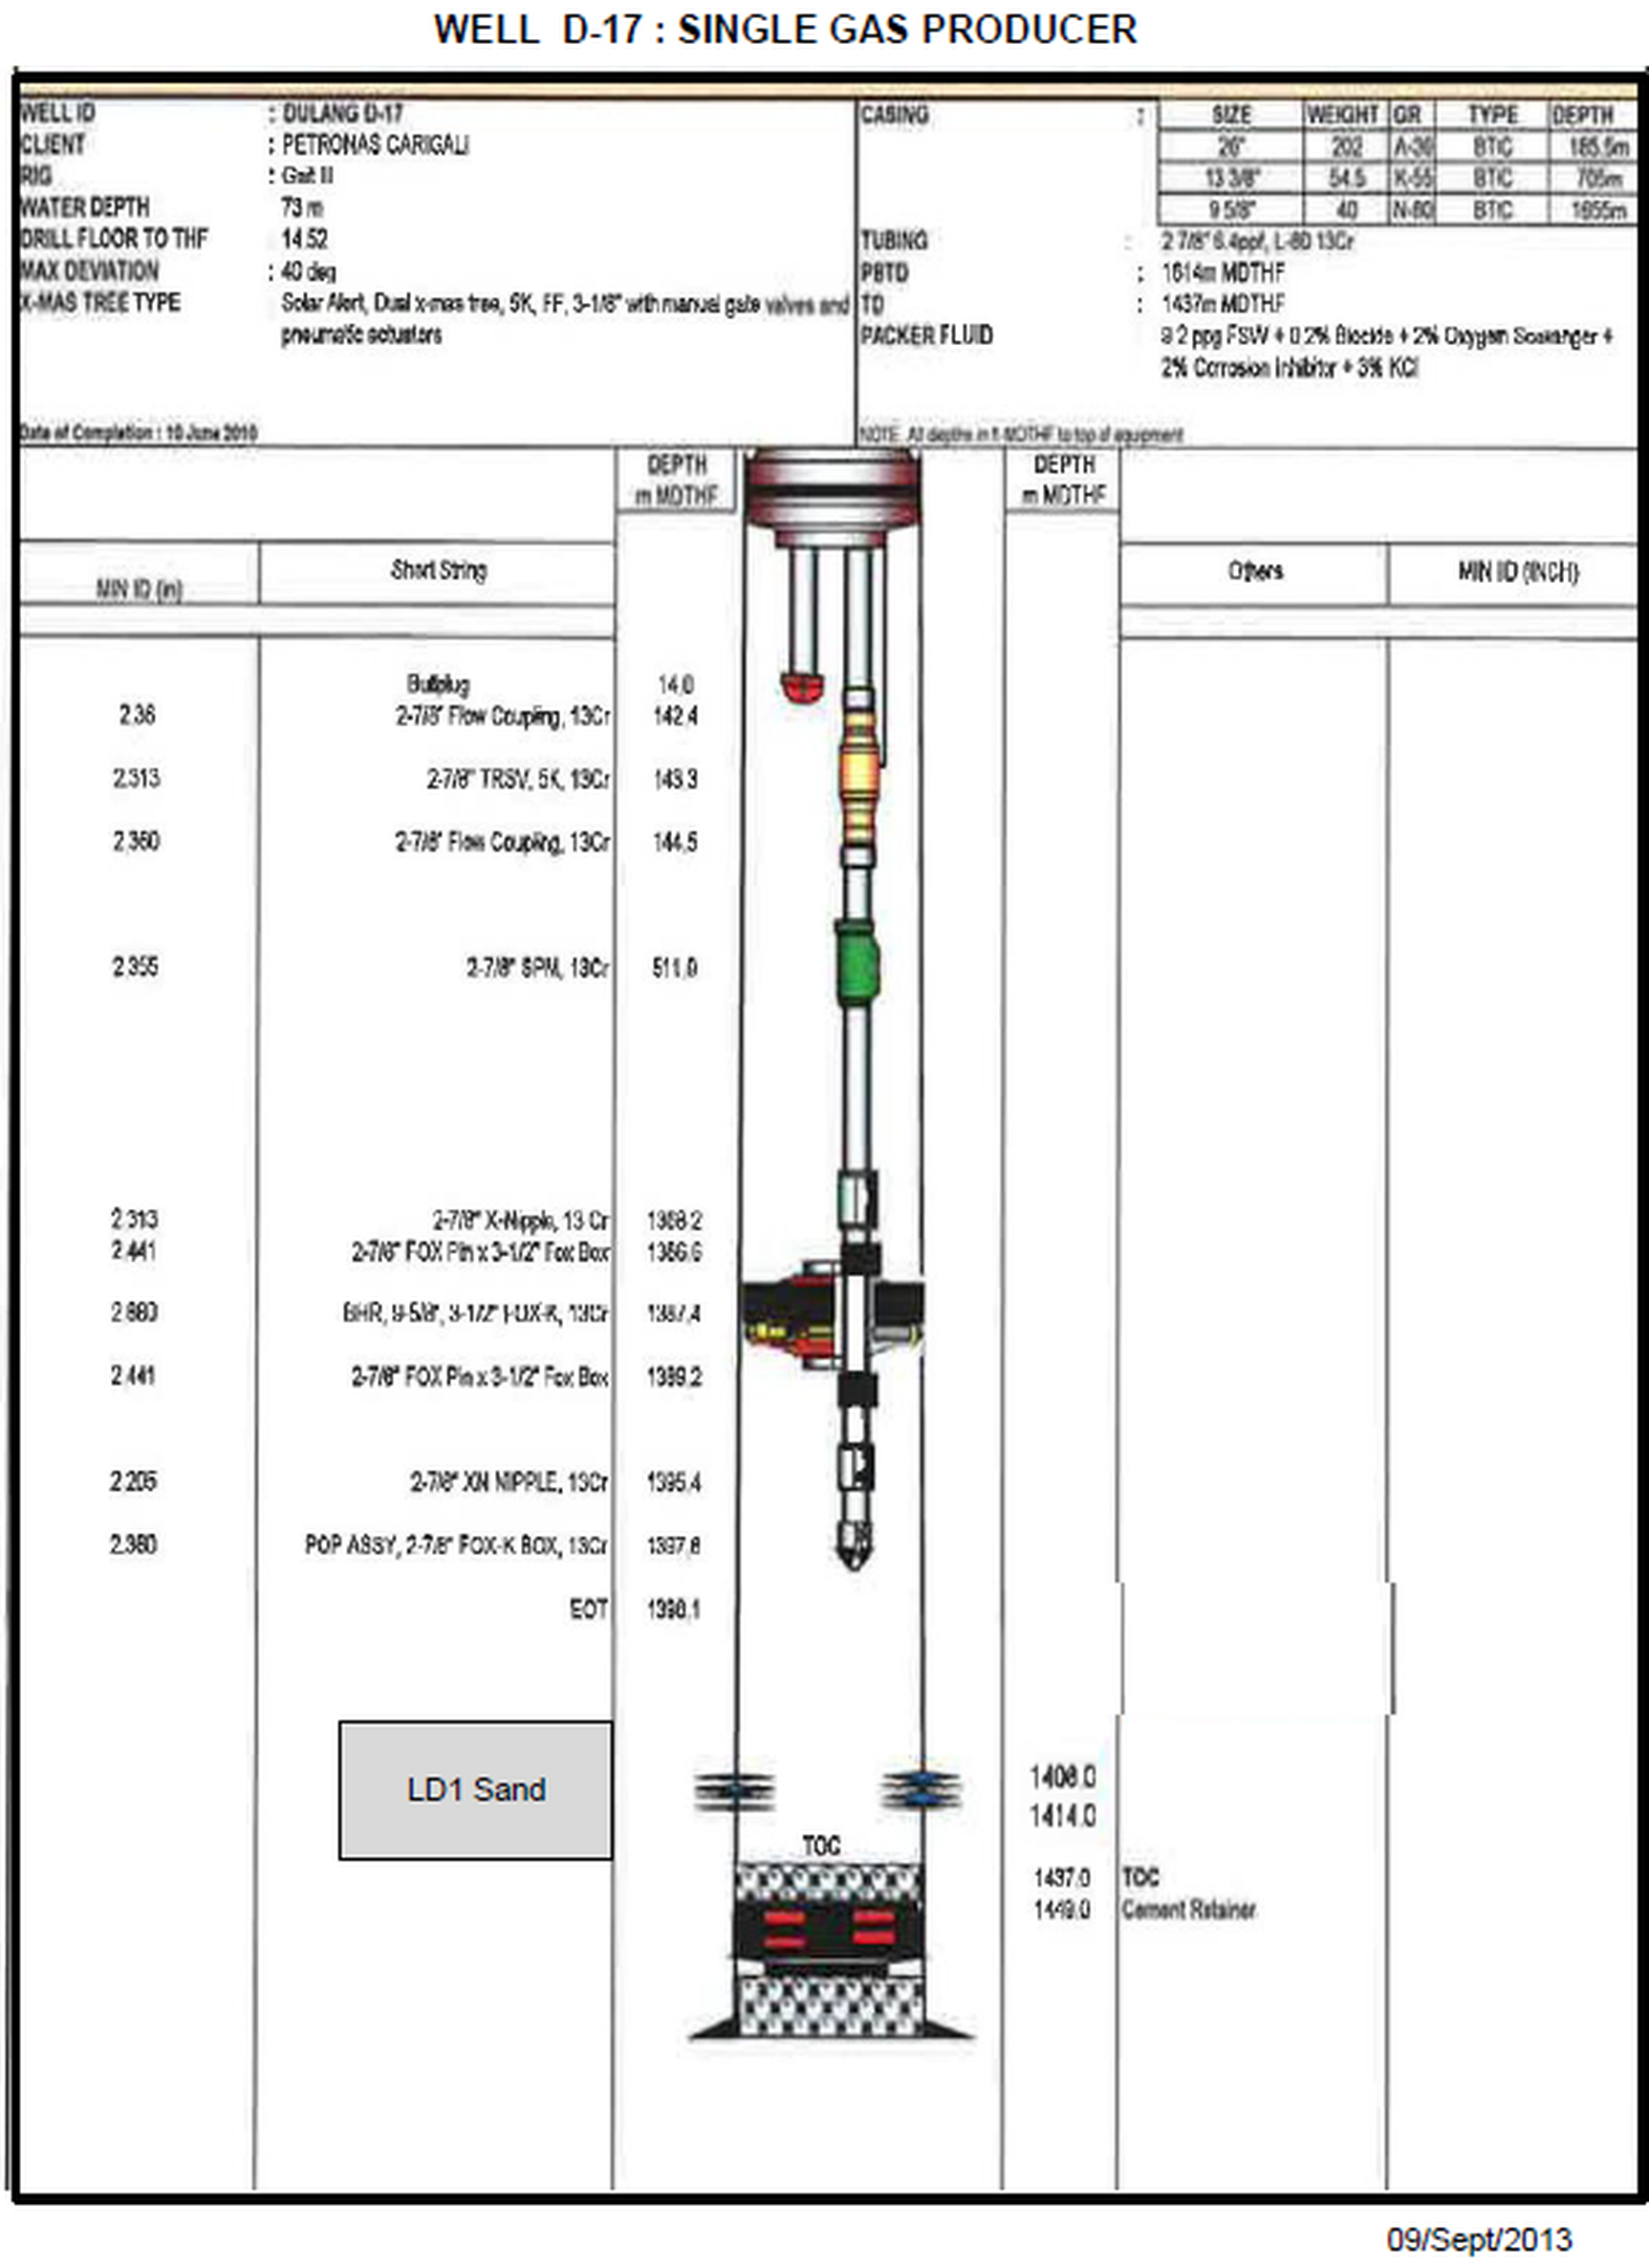 WELL D-17 : SINGLE GAS PRODUCER
WELL ID : DULANG D-17
CLIENT : PETRONAS CARIGALI
RIG : Gait II
WATER DEPTH 73 m
DRILL FLOOR TO THF 14.52
MAX DEVIATION : 40 deg
X-MAS TREE TYPE Solar Alert, Dual x-mas tree, 5K, FF, 3-1/8" with manual gate valves and
pneumatic actuators
Date of Completion : 10 June 2010
CASING :
SIZE WEIGHT GR TYPE DEPTH
26" 202 A-36 BTC 185.5m
13 3/8" 54.5 K-55 BTC 705m
9 5/8" 40 N-80 BTC 1655m
TUBING : 2 7/8" 6.4ppf, L-80 13Cr
PBTD : 1614m MDTHF
TD : 1437m MDTHF
PACKER FLUID 9.2 ppg FSW + 0.2% Biocide + 2% Oxygen Scavenger +
2% Corrosion Inhibitor + 3% KCl
NOTE: All depths in ft-MDTHF to top of equipment
DEPTH
m MDTHF
DEPTH
m MDTHF
MIN ID (in) Short String
Others MIN ID (INCH)
Bullplug 14.0
2.36 2-7/8" Flow Coupling, 13Cr 142.4
2.313 2-7/8" TRSV, 5K, 13Cr 143.3
2.360 2-7/8" Flow Coupling, 13Cr 144.5
2.355 2-7/8" SPM, 13Cr 511.9
2.313 2-7/8" X-Nipple, 13 Cr
2.441 2-7/8" FOX Pin x 3-1/2" Fox Box 1386.6
BHR, 9-5/8", 3-1/2" FOX-K, 13Cr 1387.4
2.441 2-7/8" FOX Pin x 3-1/2" Fox Box 1389.2
2.205 2-7/8" XN NIPPLE, 13Cr 1395.4
2.360 POP ASSY, 2-7/8" FOX-K BOX, 13Cr 1397.8
EOT 1398.1
LD1 Sand
1408.0
1414.0
TOC
1437.0 TOC
1449.0 Cement Retainer
09/Sept/2013